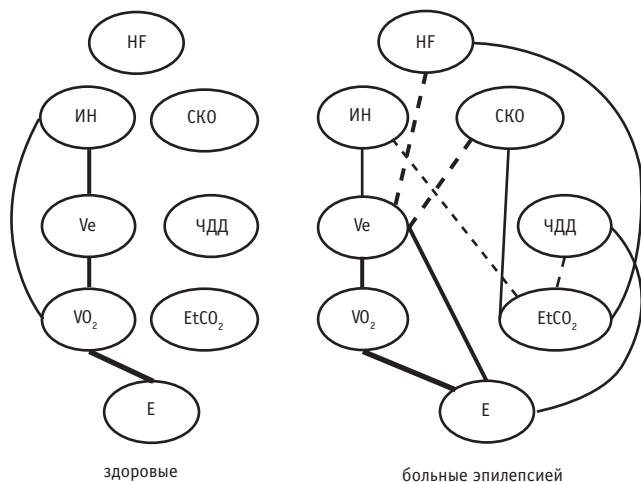 HF
ИН
СКО
Ve
ЧДД
VO₂
EtCO₂
E
здоровые
HF
ИН
СКО
Ve
ЧДД
VO₂
EtCO₂
E
больные эпилепсией